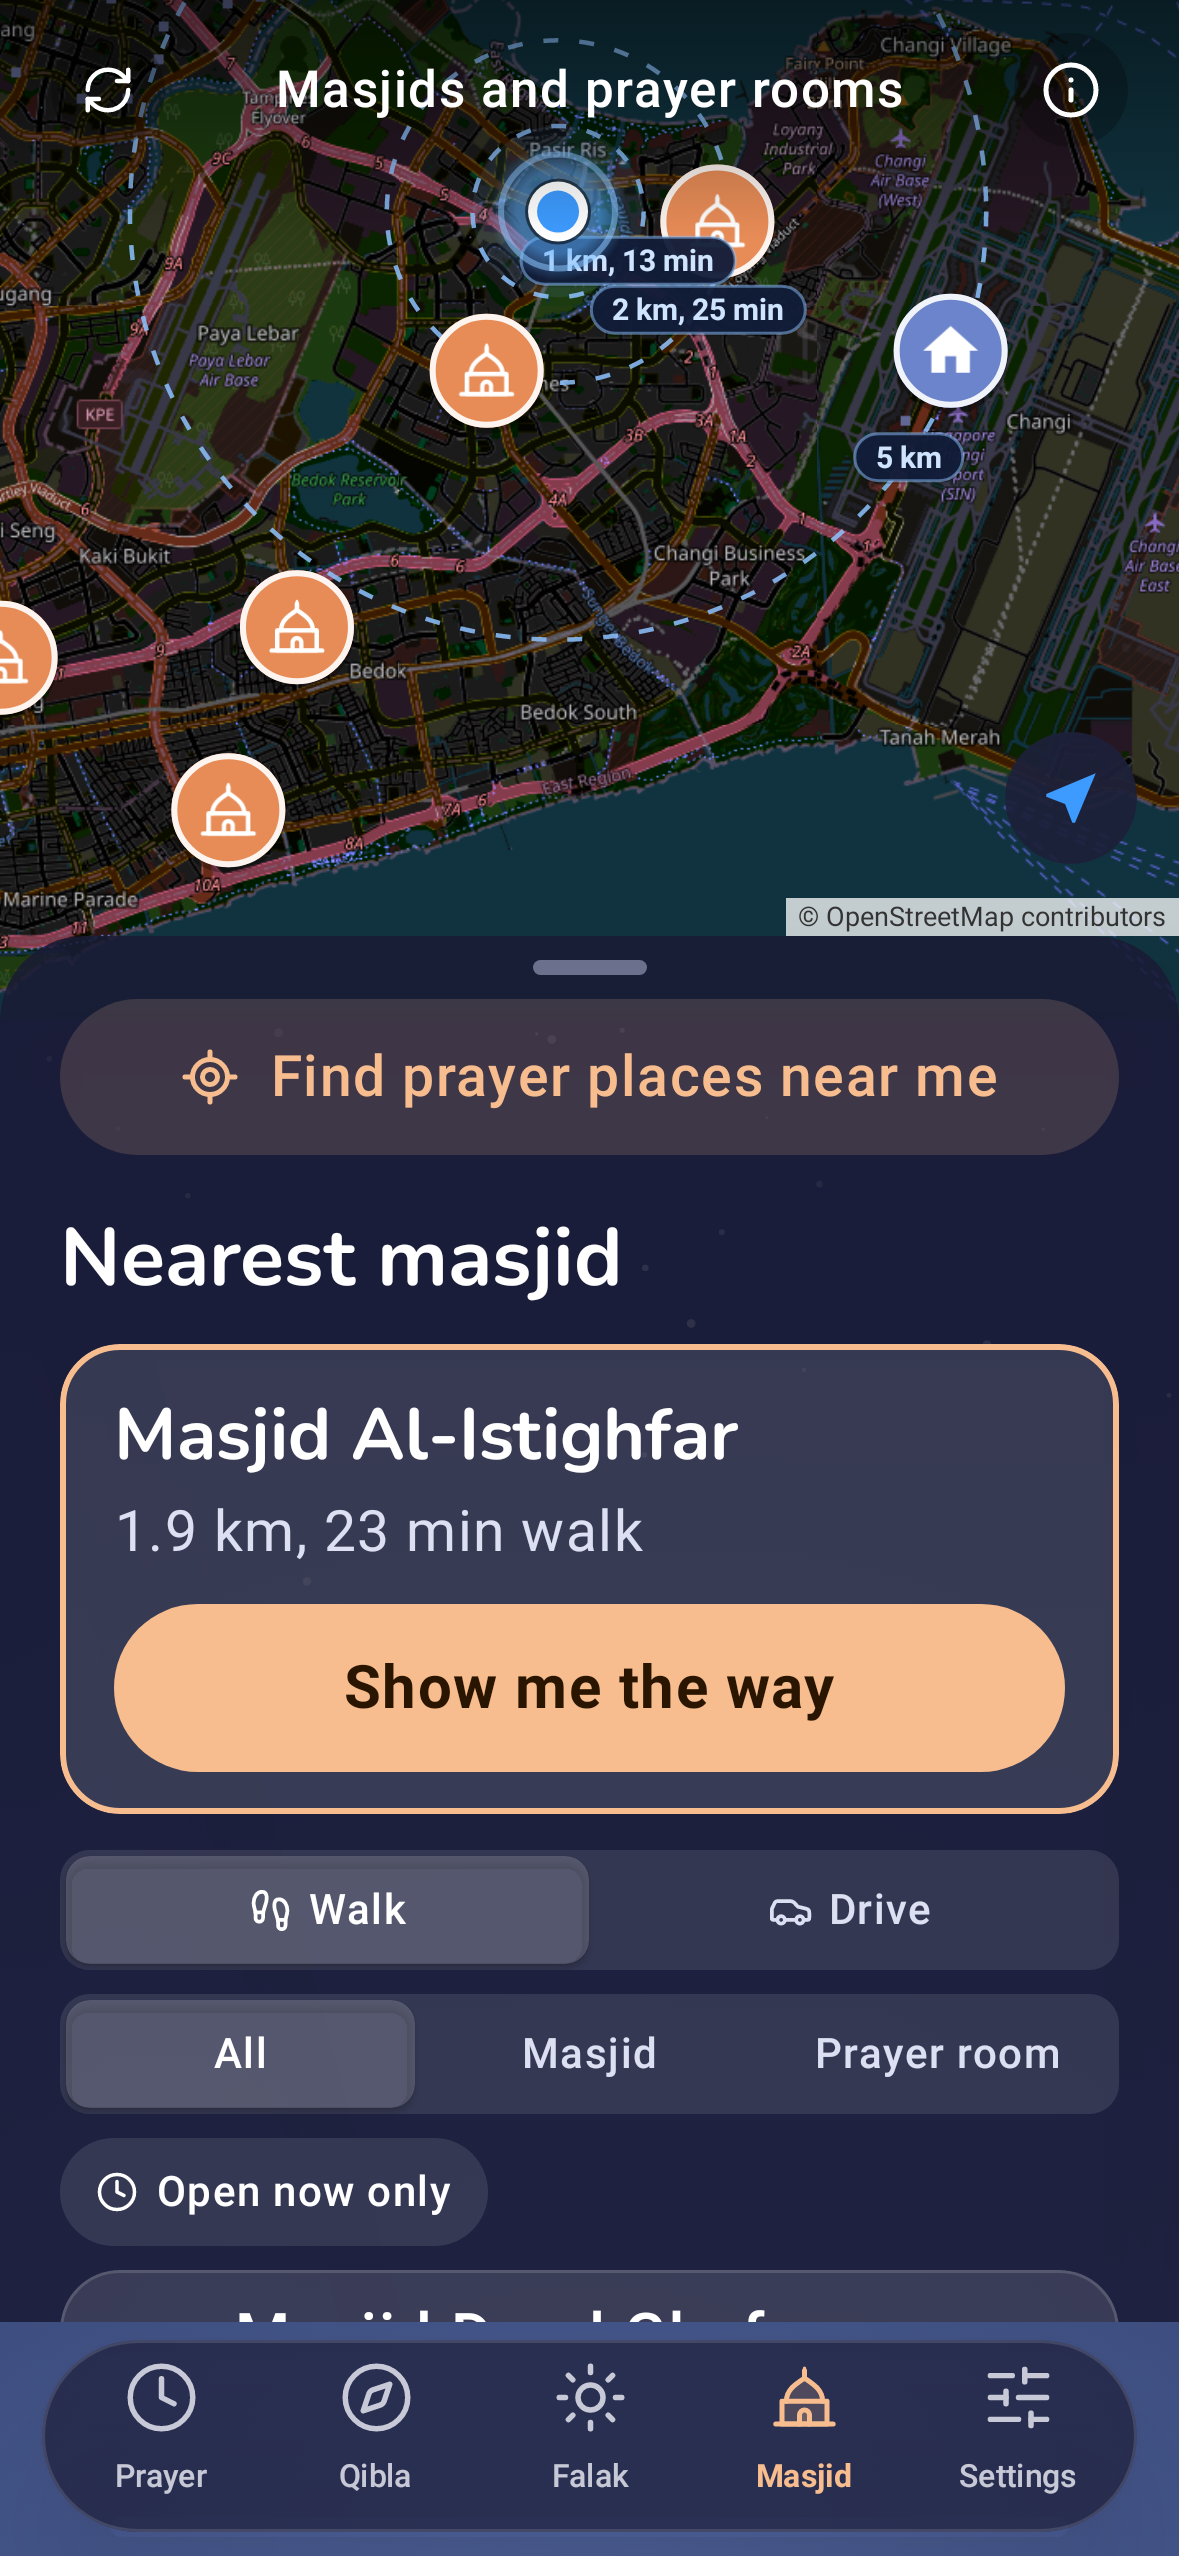 Masjids and prayer rooms
Changi Village
Fairy Point
Flyover
Loyang
Industrial
Park
Pasir Ris
Changi
Air Base
(West)
1 km, 13 min
2 km, 25 min
Paya Lebar
Paya Lebar
Air Base
KPE
Changi
5 km
(SIN)
Bedok Reservoir
Park
Kaki Bukit
Changi Business
Park
Changi
Air Base
East
Bedok
Bedok South
Tanah Merah
East Region
Marine Parade
© OpenStreetMap contributors
Find prayer places near me
Nearest masjid
Masjid Al-Istighfar
1.9 km, 23 min walk
Show me the way
Walk
Drive
All
Masjid
Prayer room
Open now only
Prayer
Qibla
Falak
Masjid
Settings